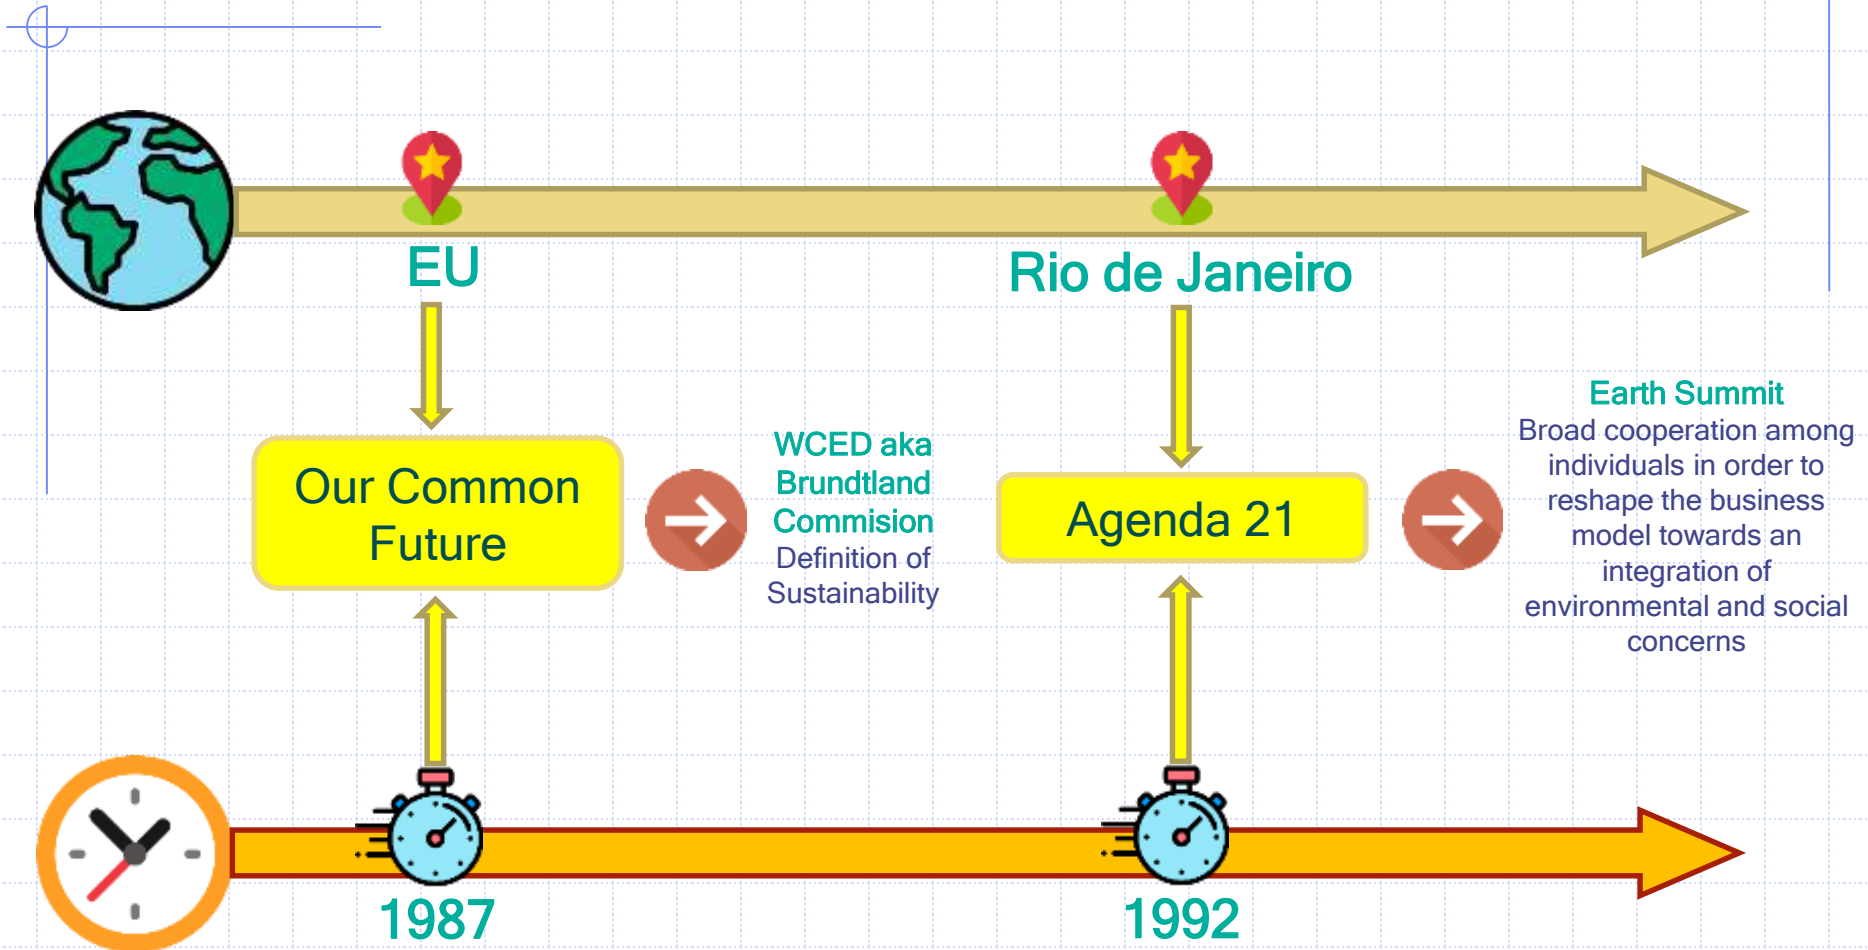 EU
Rio de Janeiro
Our Common
Future
WCED aka
Brundtland
Commision
Definition of
Sustainability
Agenda 21
Earth Summit
Broad cooperation among
individuals in order to
reshape the business
model towards an
integration of
environmental and social
concerns
1987
1992